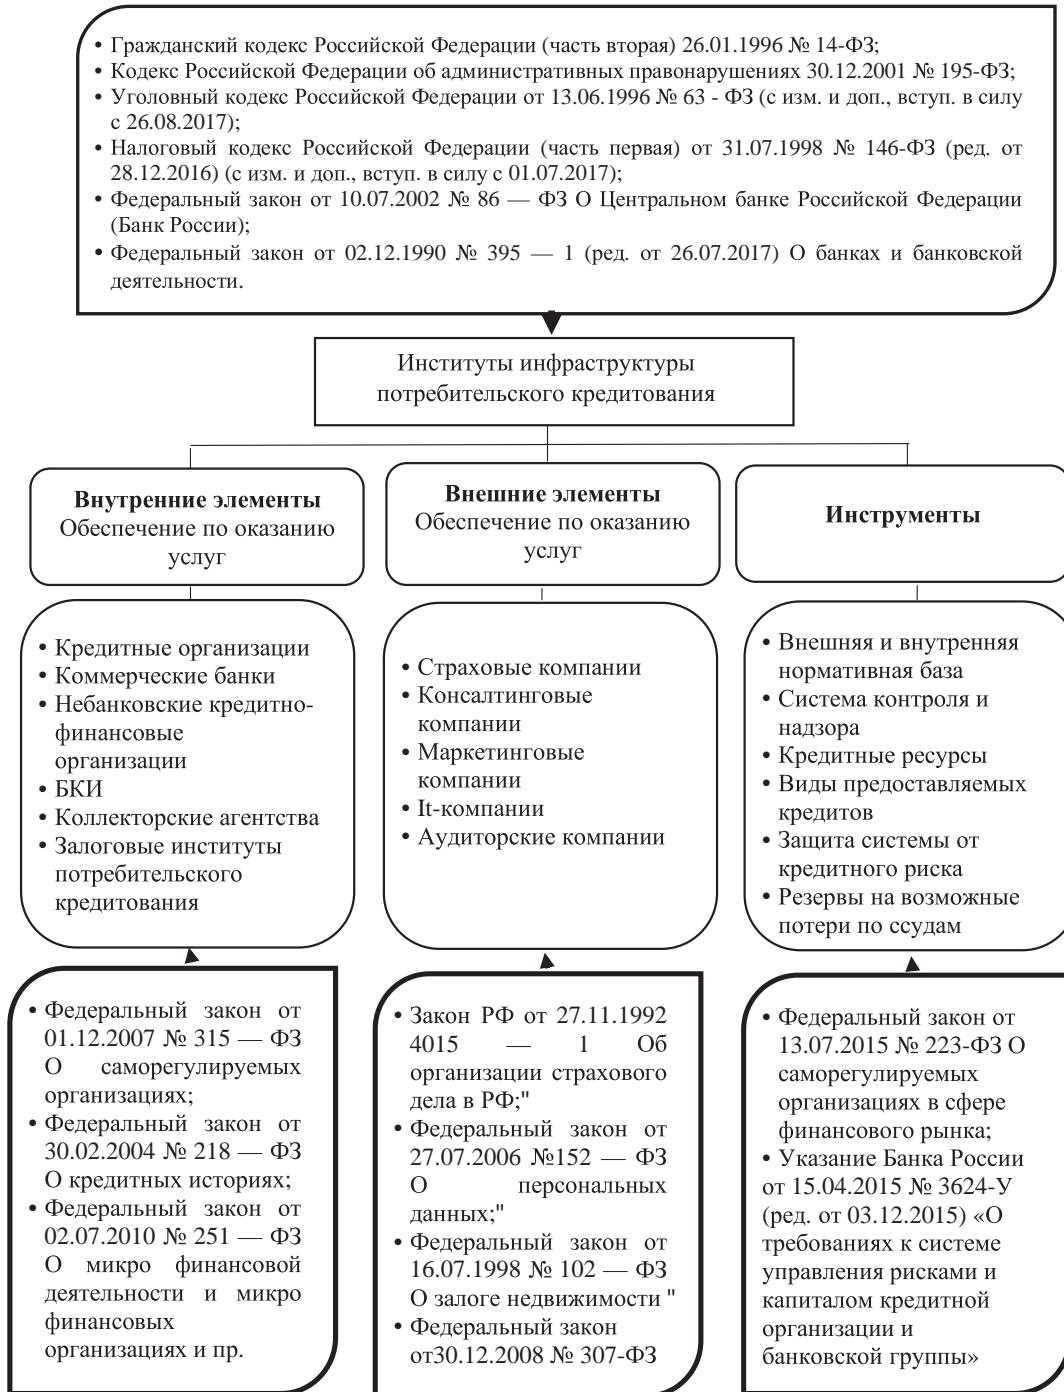 • Гражданский кодекс Российской Федерации (часть вторая) 26.01.1996 № 14-ФЗ;
• Кодекс Российской Федерации об административных правонарушениях 30.12.2001 № 195-ФЗ;
• Уголовный кодекс Российской Федерации от 13.06.1996 № 63 - ФЗ (с изм. и доп., вступ. в силу
с 26.08.2017);
• Налоговый кодекс Российской Федерации (часть первая) от 31.07.1998 № 146-ФЗ (ред. от
28.12.2016) (с изм. и доп., вступ. в силу с 01.07.2017);
• Федеральный закон от 10.07.2002 № 86 — ФЗ О Центральном банке Российской Федерации
(Банк России);
• Федеральный закон от 02.12.1990 № 395 — 1 (ред. от 26.07.2017) О банках и банковской
деятельности.
Институты инфраструктуры
потребительского кредитования
Внутренние элементы
Обеспечение по оказанию
услуг
Внешние элементы
Обеспечение по оказанию
услуг
Инструменты
• Кредитные организации
• Коммерческие банки
• Небанковские кредитно-
финансовые
организации
• БКИ
• Коллекторские агентства
• Залоговые институты
потребительского
кредитования
• Страховые компании
• Консалтинговые
компании
• Маркетинговые
компании
• It-компании
• Аудиторские компании
• Внешняя и внутренняя
нормативная база
• Система контроля и
надзора
• Кредитные ресурсы
• Виды предоставляемых
кредитов
• Защита системы от
кредитного риска
• Резервы на возможные
потери по ссудам
• Федеральный закон от
01.12.2007 № 315 — ФЗ
О саморегулируемых
организациях;
• Федеральный закон от
30.02.2004 № 218 — ФЗ
О кредитных историях;
• Федеральный закон от
02.07.2010 № 251 — ФЗ
О микро финансовой
деятельности и микро
финансовых
организациях и пр.
• Закон РФ от 27.11.1992
4015 — 1 Об
организации страхового
дела в РФ;"
• Федеральный закон от
27.07.2006 №152 — ФЗ
О персональных
данных;"
• Федеральный закон от
16.07.1998 № 102 — ФЗ
О залоге недвижимости "
• Федеральный закон
от30.12.2008 № 307-ФЗ
• Федеральный закон от
13.07.2015 № 223-ФЗ О
саморегулируемых
организациях в сфере
финансового рынка;
• Указание Банка России
от 15.04.2015 № 3624-У
(ред. от 03.12.2015) «О
требованиях к системе
управления рисками и
капиталом кредитной
организации и
банковской группы»